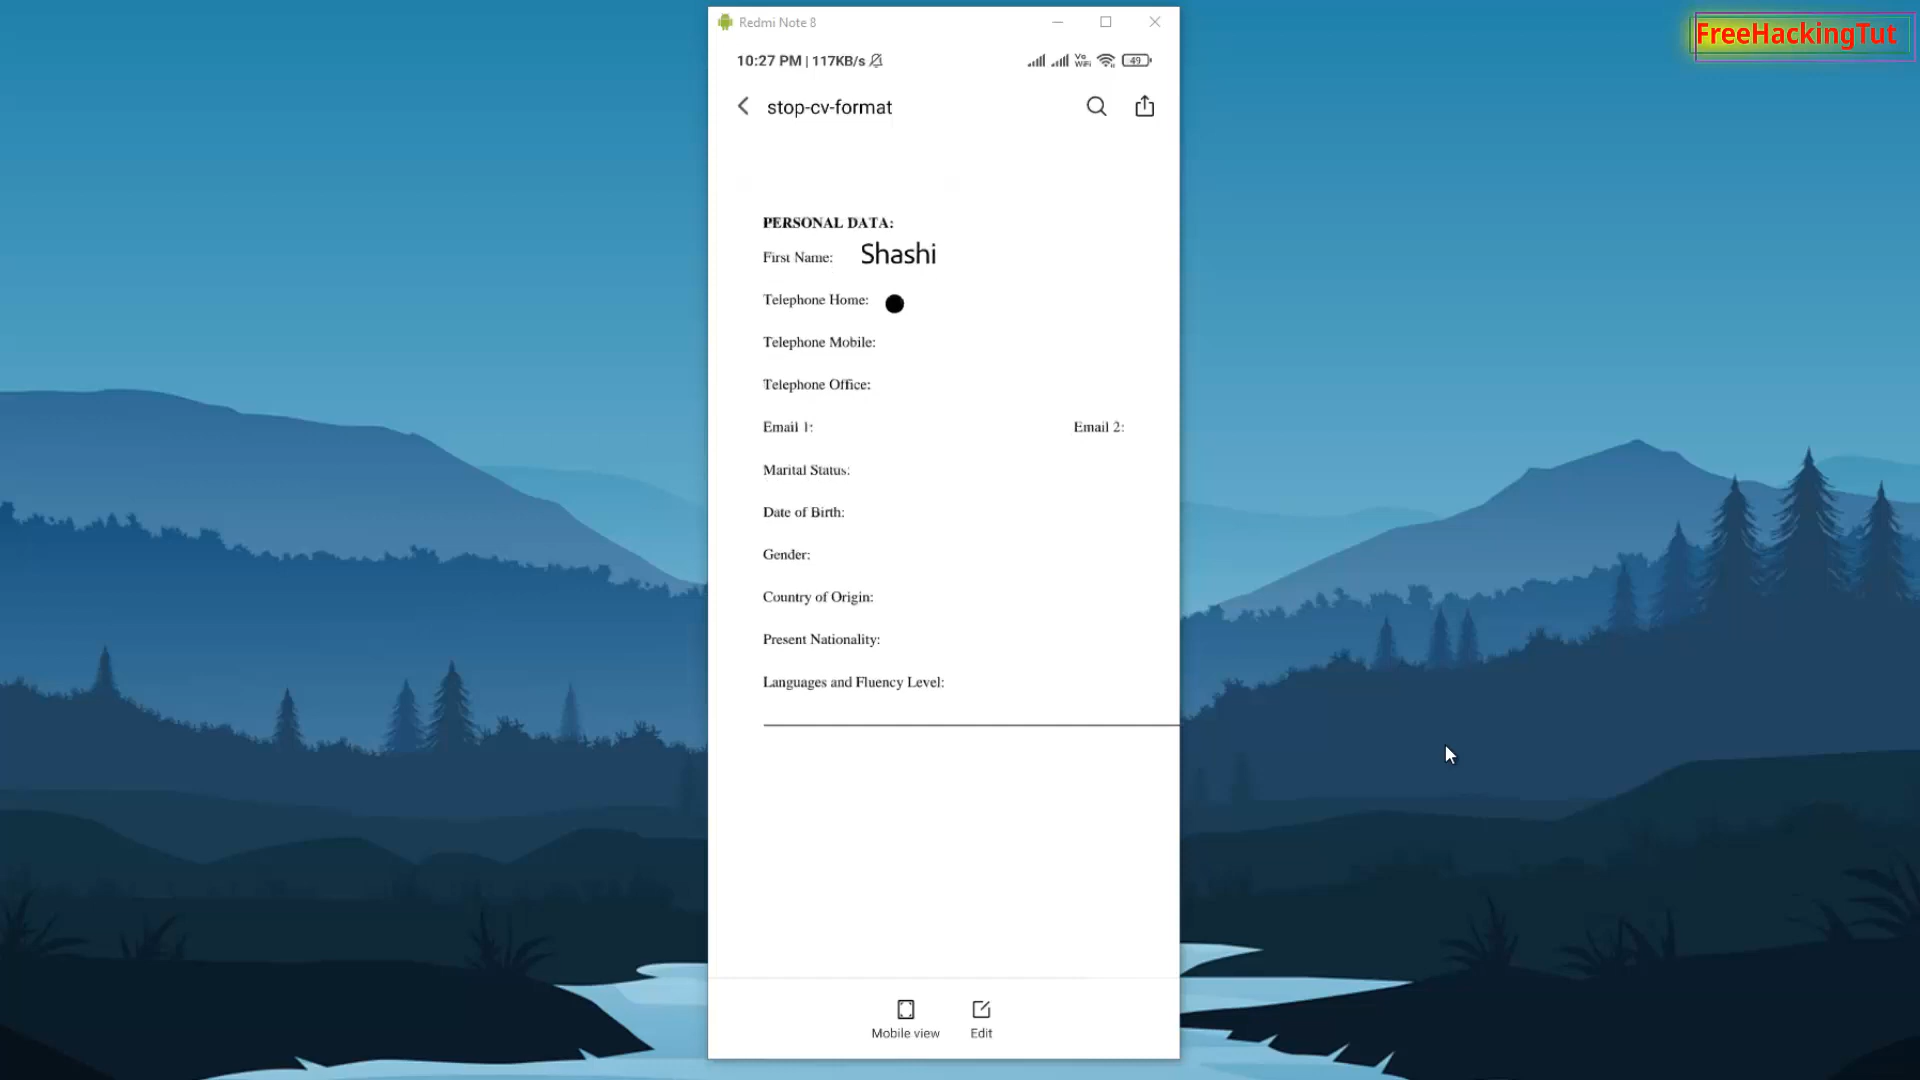 Redmi Note 8
FreeHackingTut
10:27 PM | 117KB/s
Vo WiFi
49
stop-cv-format
PERSONAL DATA:
First Name: Shashi
Telephone Home:
Telephone Mobile:
Telephone Office:
Email 1: Email 2:
Marital Status:
Date of Birth:
Gender:
Country of Origin:
Present Nationality:
Languages and Fluency Level:
Mobile view Edit